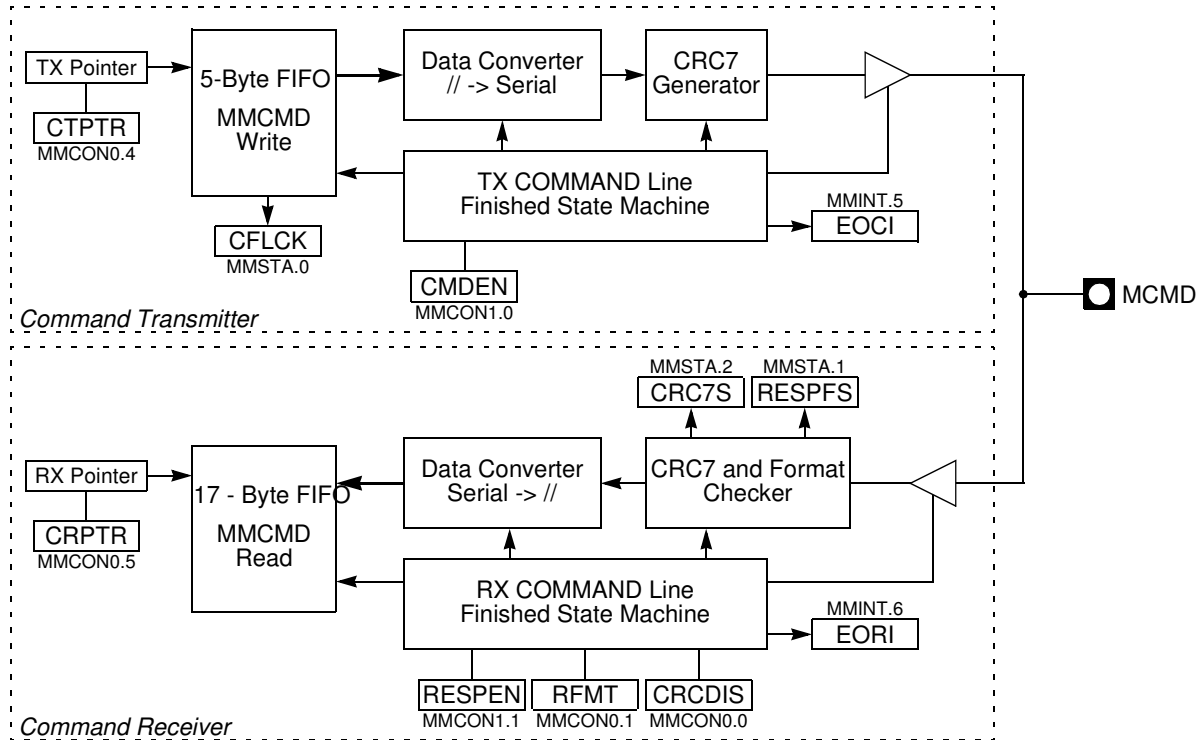 TX Pointer
CTPTR
MMCON0.4
5-Byte FIFO
MMCMD
Write
CFLCK
MMSTA.0
Data Converter
// -> Serial
CRC7
Generator
TX COMMAND Line
Finished State Machine
CMDEN
MMCON1.0
MMINT.5
EOCI
Command Transmitter
MCMD
RX Pointer
CRPTR
MMCON0.5
17 - Byte FIFO
MMCMD
Read
Data Converter
Serial -> //
MMSTA.2
CRC7S
MMSTA.1
RESPFS
CRC7 and Format
Checker
RX COMMAND Line
Finished State Machine
MMINT.6
EORI
RESPEN
MMCON1.1
RFMT
MMCON0.1
CRCDIS
MMCON0.0
Command Receiver